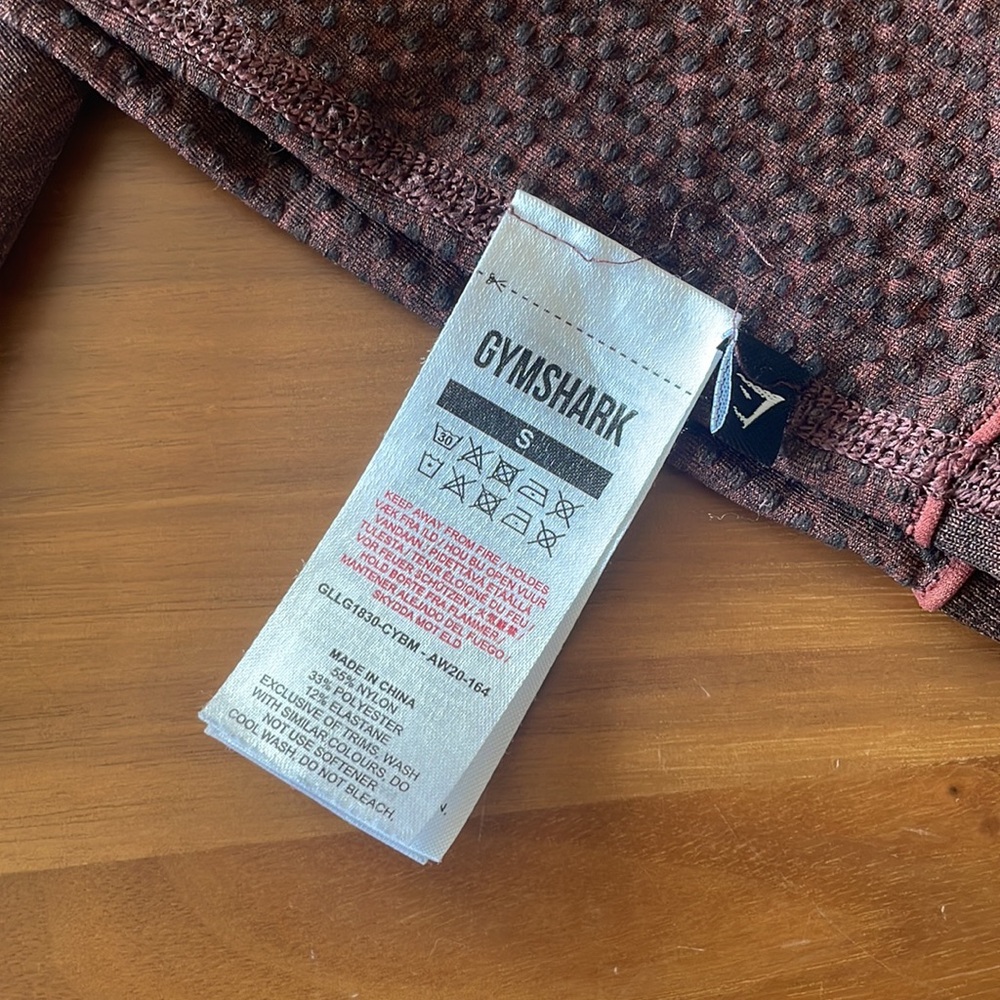 GYMSHARK
S
30
KEEP AWAY FROM FIRE / HOLDES
VÆK FRA ILD / HOU BIJ OPEN VUUR
VANDAAN / PIDETTÄVÄ ETÄÄLLÄ
TULESTA / TENIR ÉLOIGNÉ DU FEU /
VOR FEUER SCHÜTZEN /
HOLD BORTE FRA FLAMMER /
MANTENER ALEJADO DEL FUEGO /
SKYDDA MOT ELD
GLLG1830-CYBM - AW20-164
MADE IN CHINA
55% NYLON
33% POLYESTER
12% ELASTANE
EXCLUSIVE OF TRIMS, WASH
WITH SIMILAR COLOURS, DO
NOT USE SOFTENER
COOL WASH, DO NOT BLEACH.